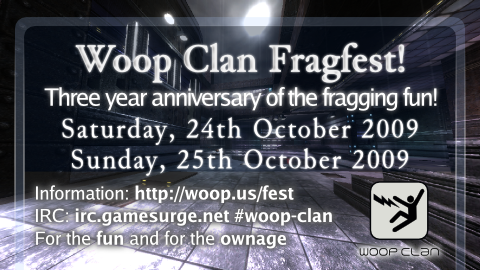 Woop Clan Fragfest!
Three year anniversary of the fragging fun!
Saturday, 24th October 2009
Sunday, 25th October 2009
Information: http://woop.us/fest
IRC: irc.gamesurge.net #woop-clan
For the fun and for the ownage
WOOP CLAN